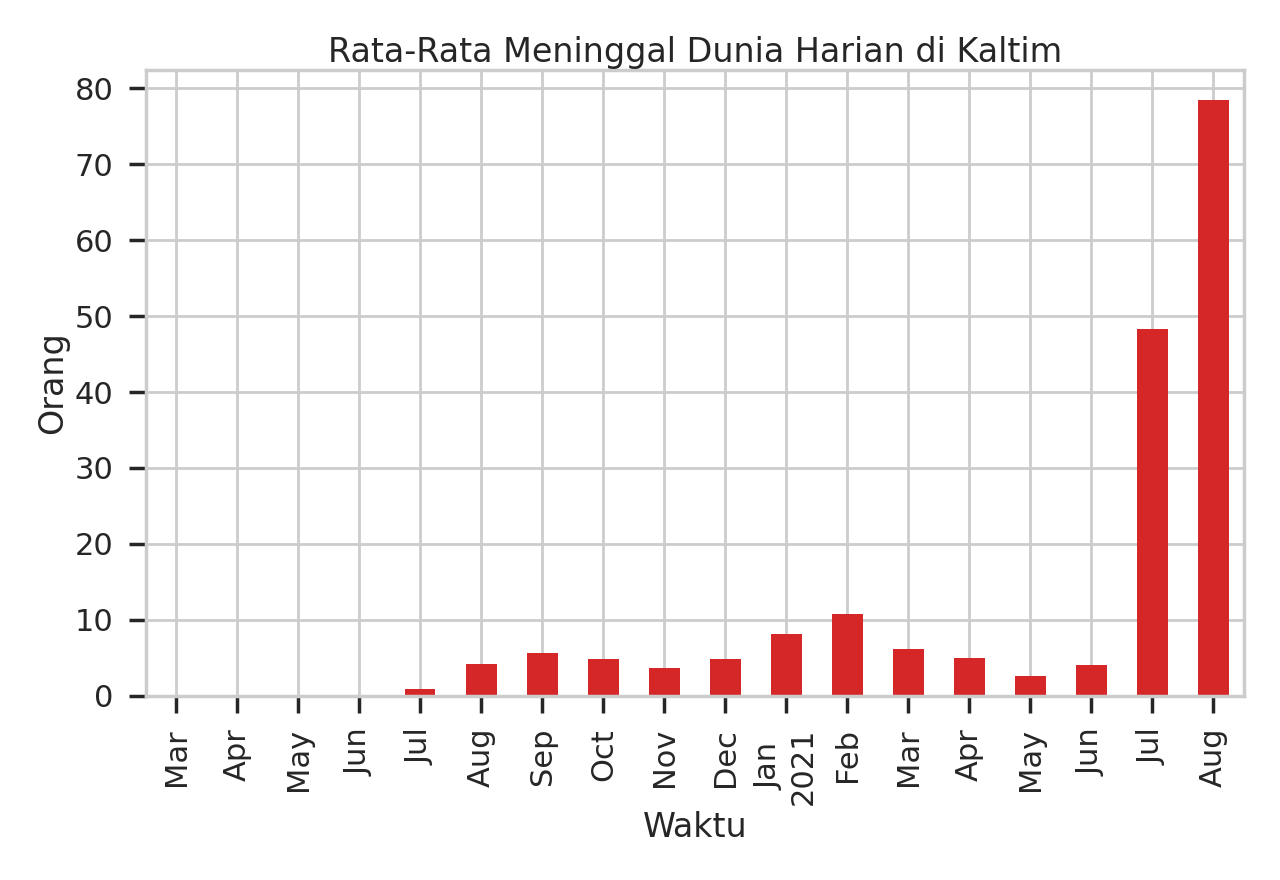 Rata-Rata Meninggal Dunia Harian di Kaltim
80
70
60
50
40
30
20
10
0
Orang
Mar
Apr
May
Jun
Jul
Aug
Sep
Oct
Nov
Dec
Jan
2021
Feb
Mar
Apr
May
Jun
Jul
Aug
Waktu